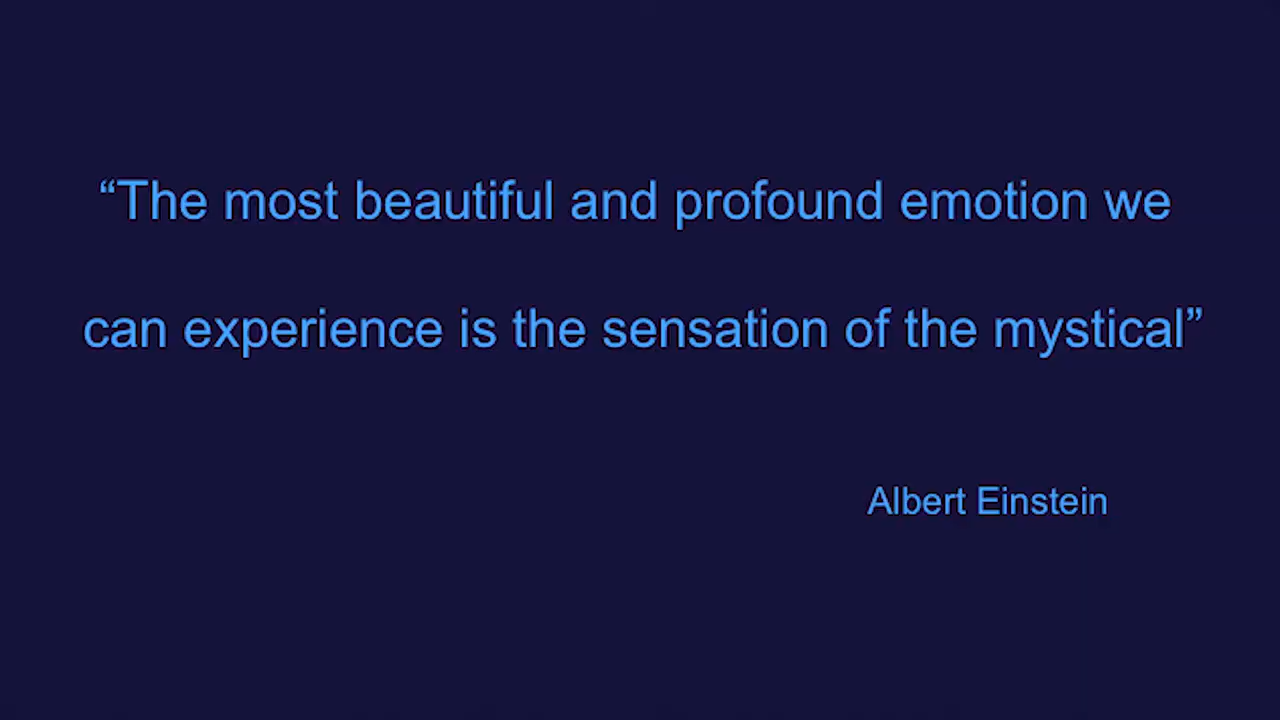 “The most beautiful and profound emotion we
can experience is the sensation of the mystical”
Albert Einstein